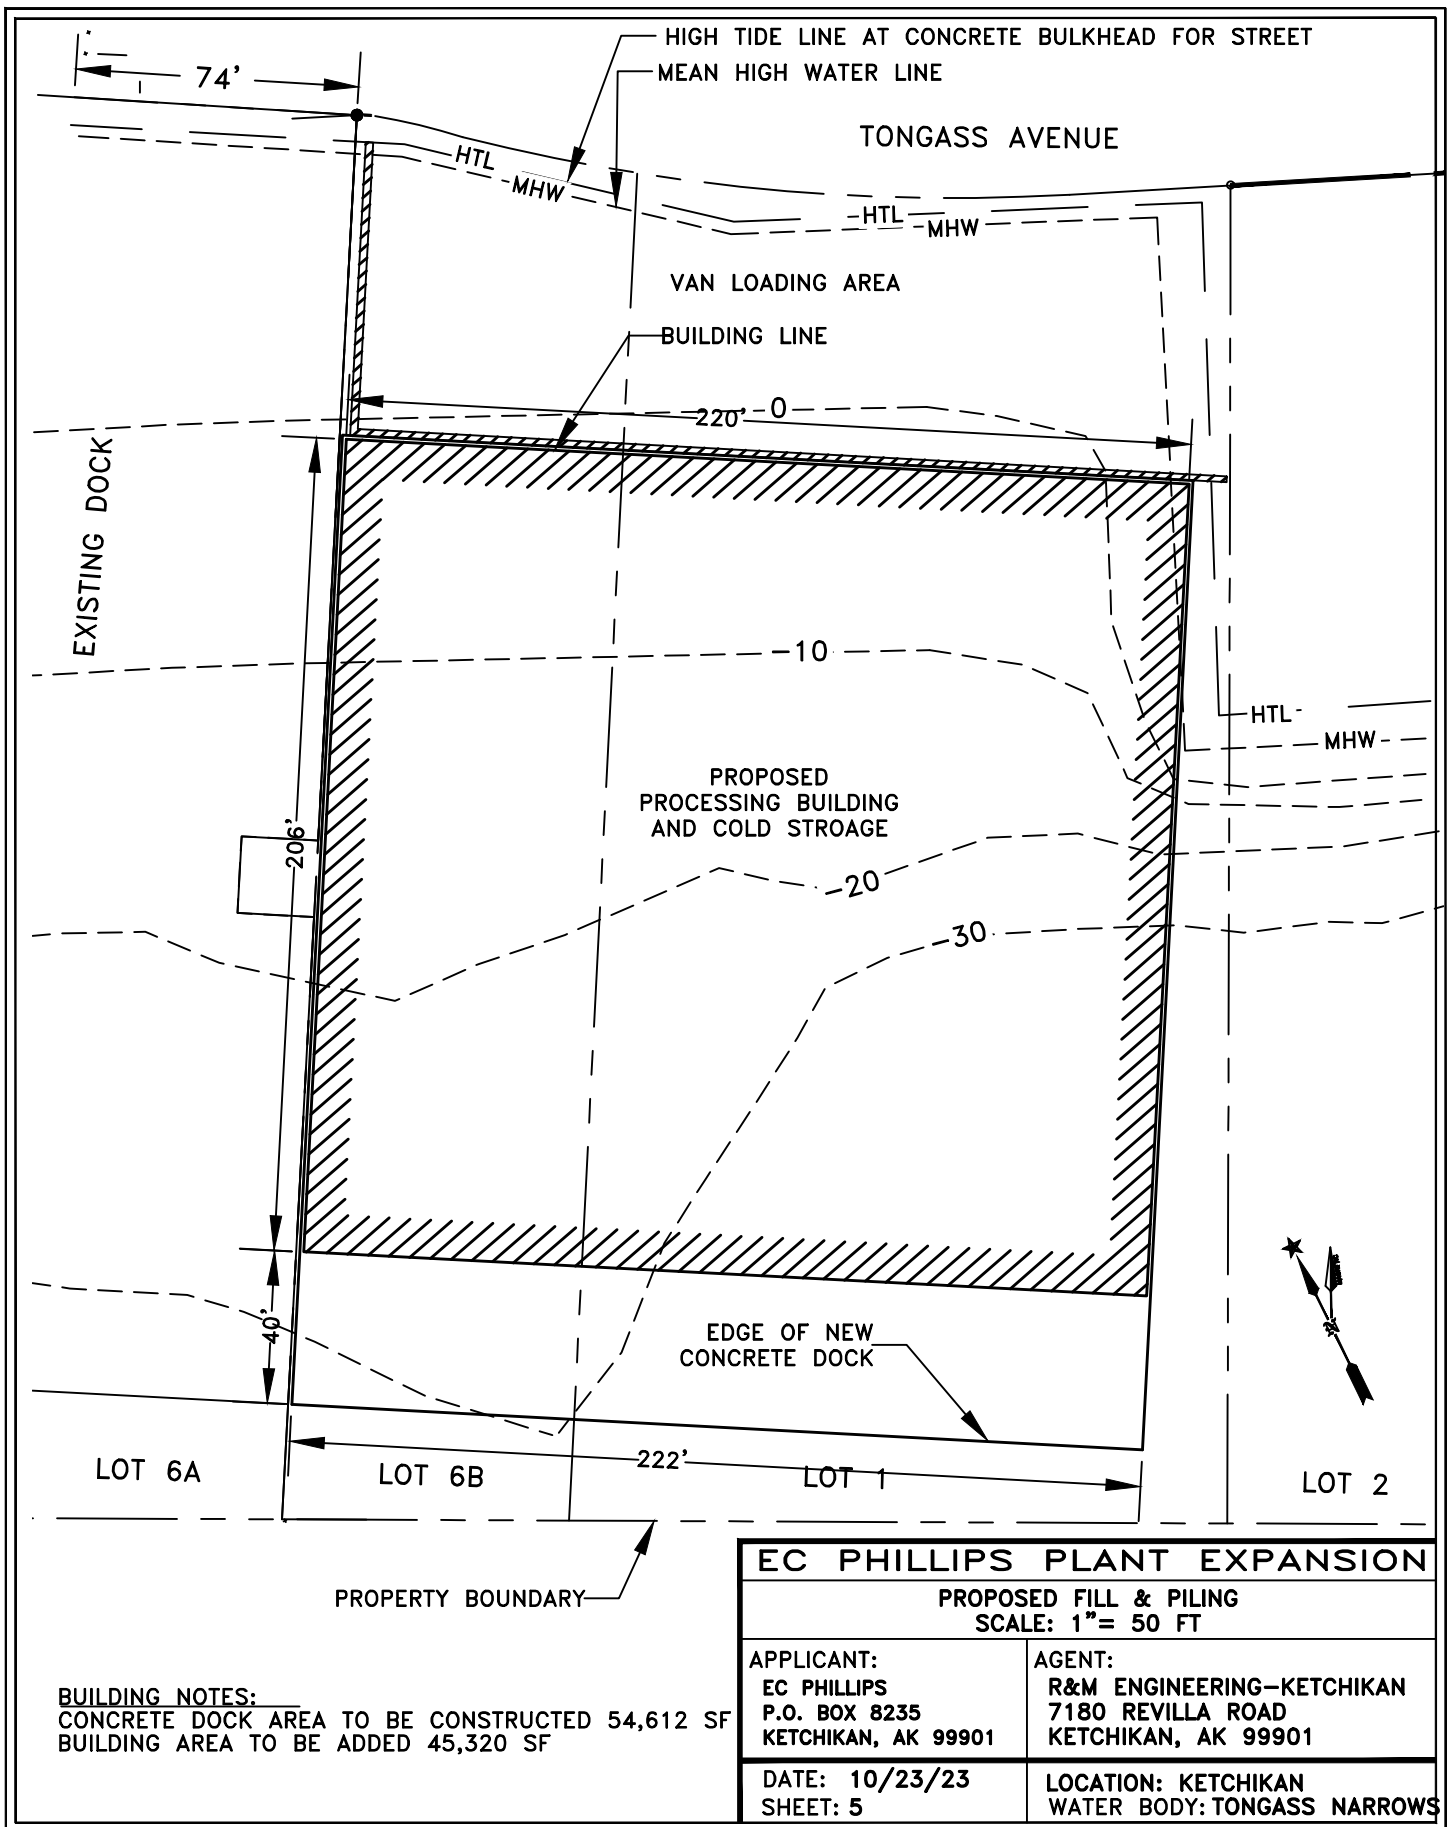 HIGH TIDE LINE AT CONCRETE BULKHEAD FOR STREET
MEAN HIGH WATER LINE
74'
TONGASS AVENUE
HTL
MHW
HTL
MHW
VAN LOADING AREA
BUILDING LINE
220'
0
EXISTING DOCK
-10
HTL
MHW
PROPOSED
PROCESSING BUILDING
AND COLD STROAGE
206'
-20
-30
40'
EDGE OF NEW
CONCRETE DOCK
222'
LOT 6A
LOT 6B
LOT 1
LOT 2
PROPERTY BOUNDARY
BUILDING NOTES:
CONCRETE DOCK AREA TO BE CONSTRUCTED 54,612 SF
BUILDING AREA TO BE ADDED 45,320 SF
EC PHILLIPS PLANT EXPANSION
PROPOSED FILL & PILING
SCALE: 1"= 50 FT
APPLICANT:
EC PHILLIPS
P.O. BOX 8235
KETCHIKAN, AK 99901
AGENT:
R&M ENGINEERING-KETCHIKAN
7180 REVILLA ROAD
KETCHIKAN, AK 99901
DATE: 10/23/23
SHEET: 5
LOCATION: KETCHIKAN
WATER BODY: TONGASS NARROWS